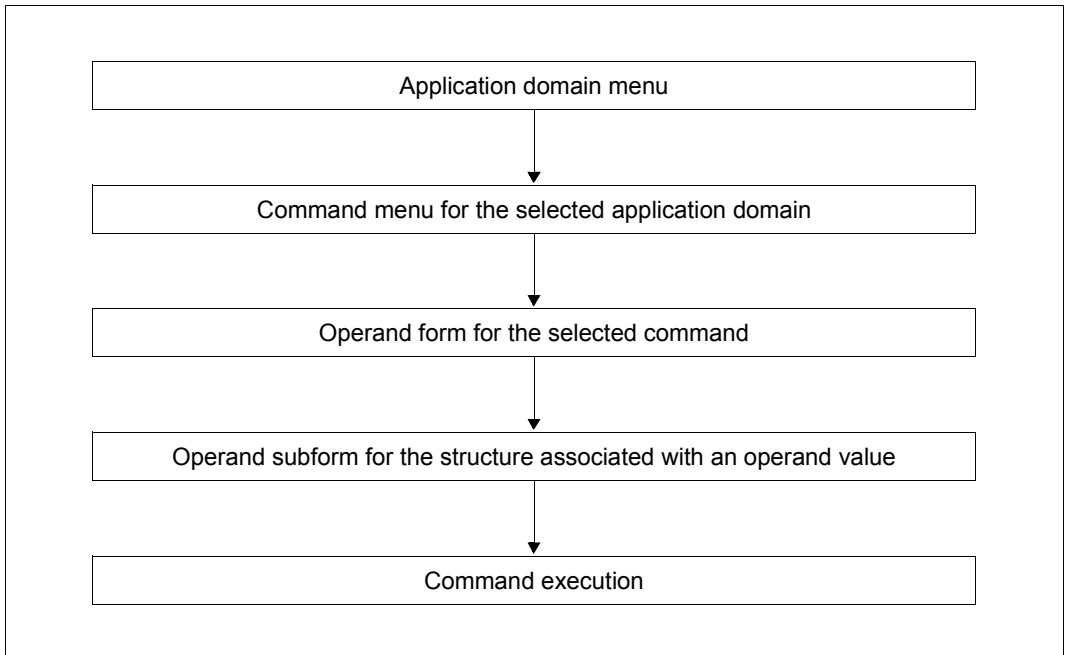 Application domain menu
Command menu for the selected application domain
Operand form for the selected command
Operand subform for the structure associated with an operand value
Command execution